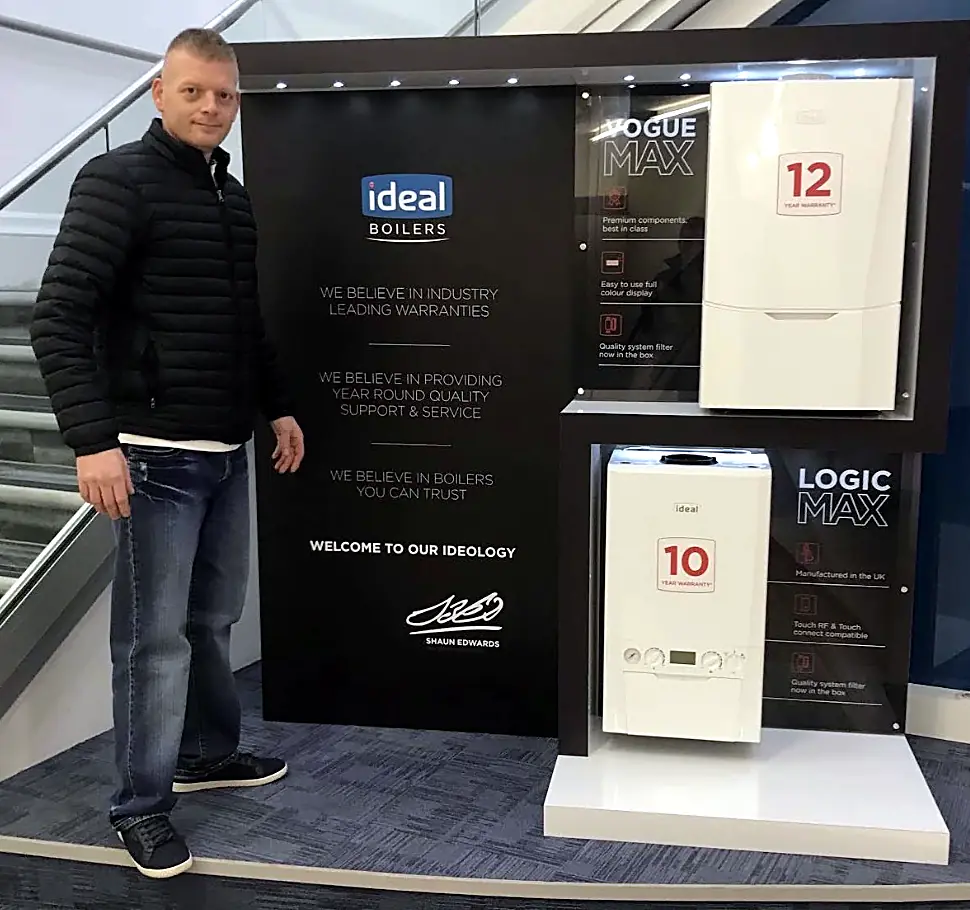 ideal
BOILERS
WE BELIEVE IN INDUSTRY
LEADING WARRANTIES
WE BELIEVE IN PROVIDING
YEAR ROUND QUALITY
SUPPORT & SERVICE
WE BELIEVE IN BOILERS
YOU CAN TRUST
WELCOME TO OUR IDEOLOGY
SHAUN EDWARDS
VOGUE
MAX
Premium components,
best in class
Easy to use full
colour display
Quality system filter
now in the box
ideal
12
YEAR WARRANTY*
ideal
10
YEAR WARRANTY*
LOGIC
MAX
Manufactured in the UK
Touch RF & Touch
connect compatible
Quality system filter
now in the box